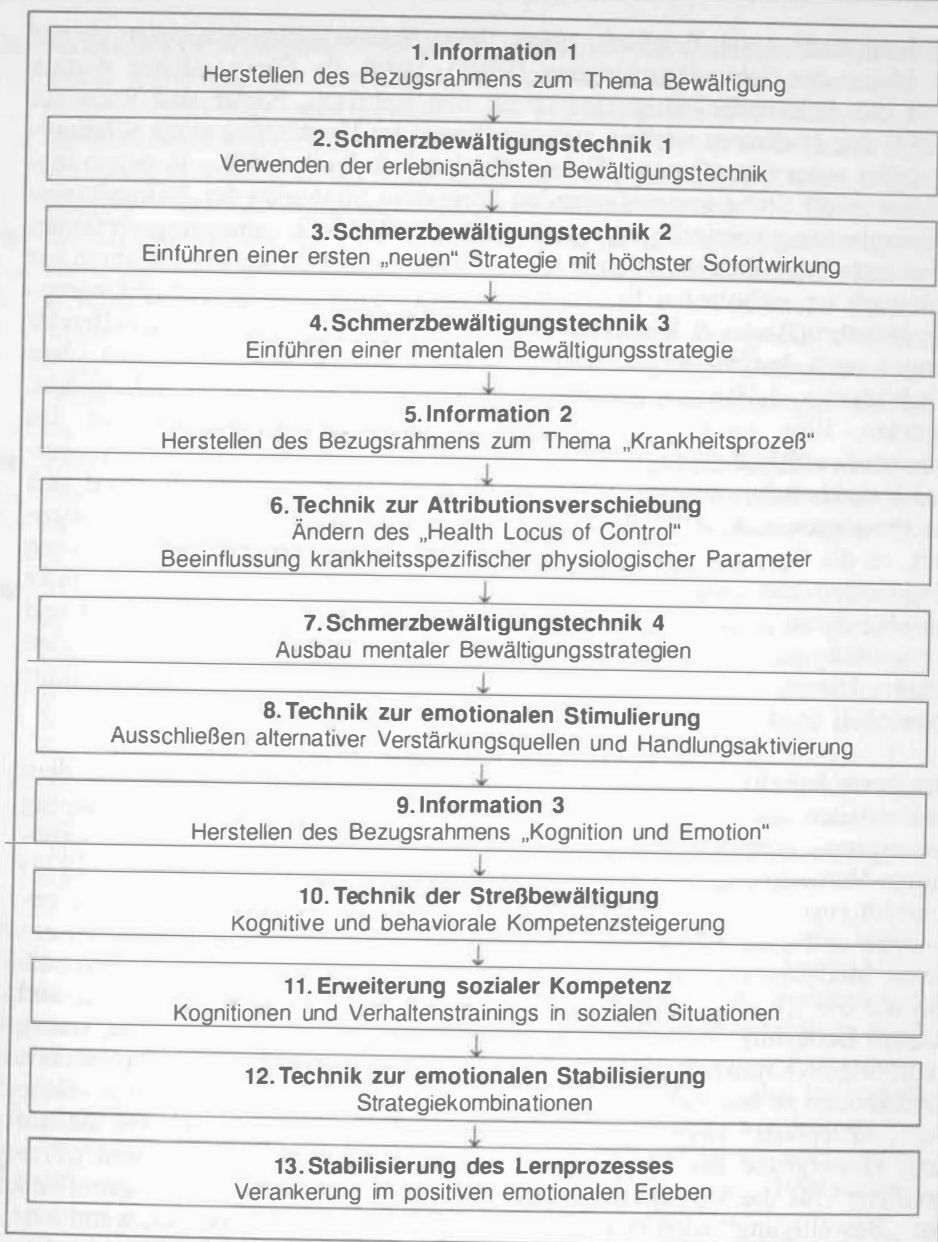 1. Information 1
Herstellen des Bezugsrahmens zum Thema Bewältigung
2. Schmerzbewältigungstechnik 1
Verwenden der erlebnisnächsten Bewältigungstechnik
3. Schmerzbewältigungstechnik 2
Einführen einer ersten „neuen“ Strategie mit höchster Sofortwirkung
4. Schmerzbewältigungstechnik 3
Einführen einer mentalen Bewältigungsstrategie
5. Information 2
Herstellen des Bezugsrahmens zum Thema „Krankheitsprozeß“
6. Technik zur Attributionsverschiebung
Ändern des „Health Locus of Control“
Beeinflussung krankheitsspezifischer physiologischer Parameter
7. Schmerzbewältigungstechnik 4
Ausbau mentaler Bewältigungsstrategien
8. Technik zur emotionalen Stimulierung
Ausschließen alternativer Verstärkungsquellen und Handlungsaktivierung
9. Information 3
Herstellen des Bezugsrahmens „Kognition und Emotion“
10. Technik der Streßbewältigung
Kognitive und behaviorale Kompetenzsteigerung
11. Erweiterung sozialer Kompetenz
Kognitionen und Verhaltenstrainings in sozialen Situationen
12. Technik zur emotionalen Stabilisierung
Strategiekombinationen
13. Stabilisierung des Lernprozesses
Verankerung im positiven emotionalen Erleben